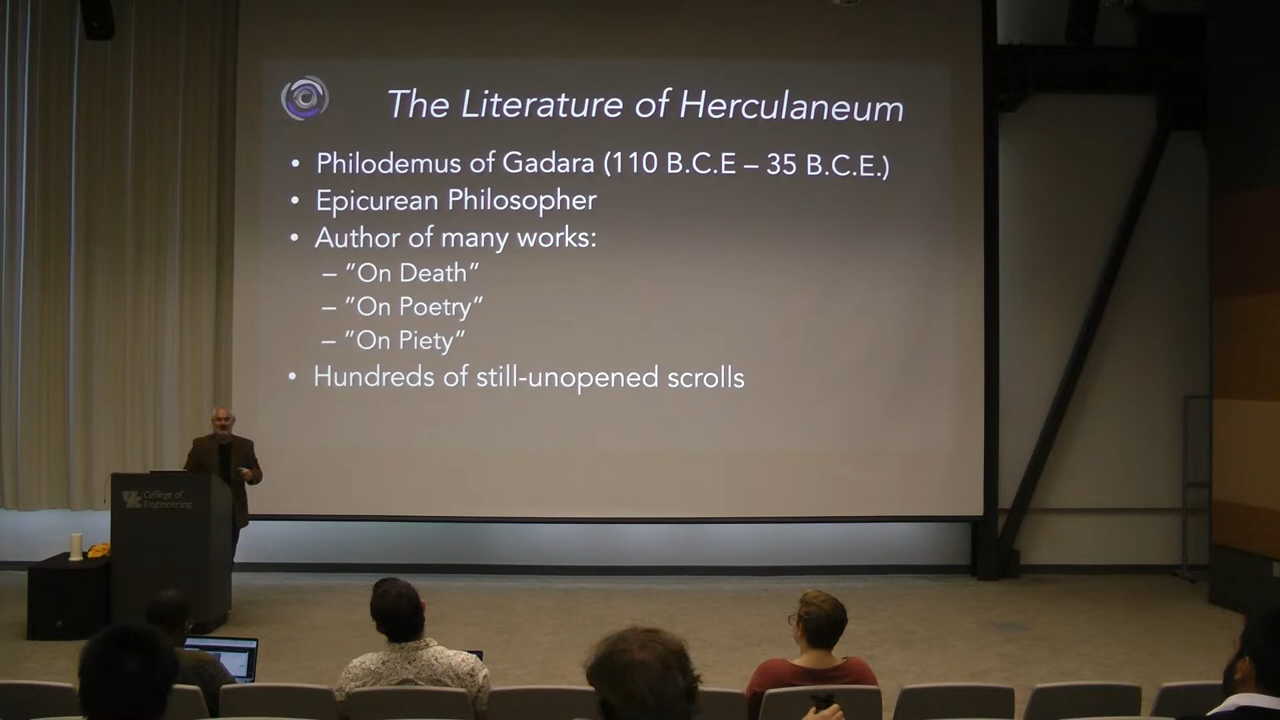 The Literature of Herculaneum
• Philodemus of Gadara (110 B.C.E – 35 B.C.E.)
• Epicurean Philosopher
• Author of many works:
– "On Death"
– "On Poetry"
– "On Piety"
• Hundreds of still-unopened scrolls
UK College of
Engineering